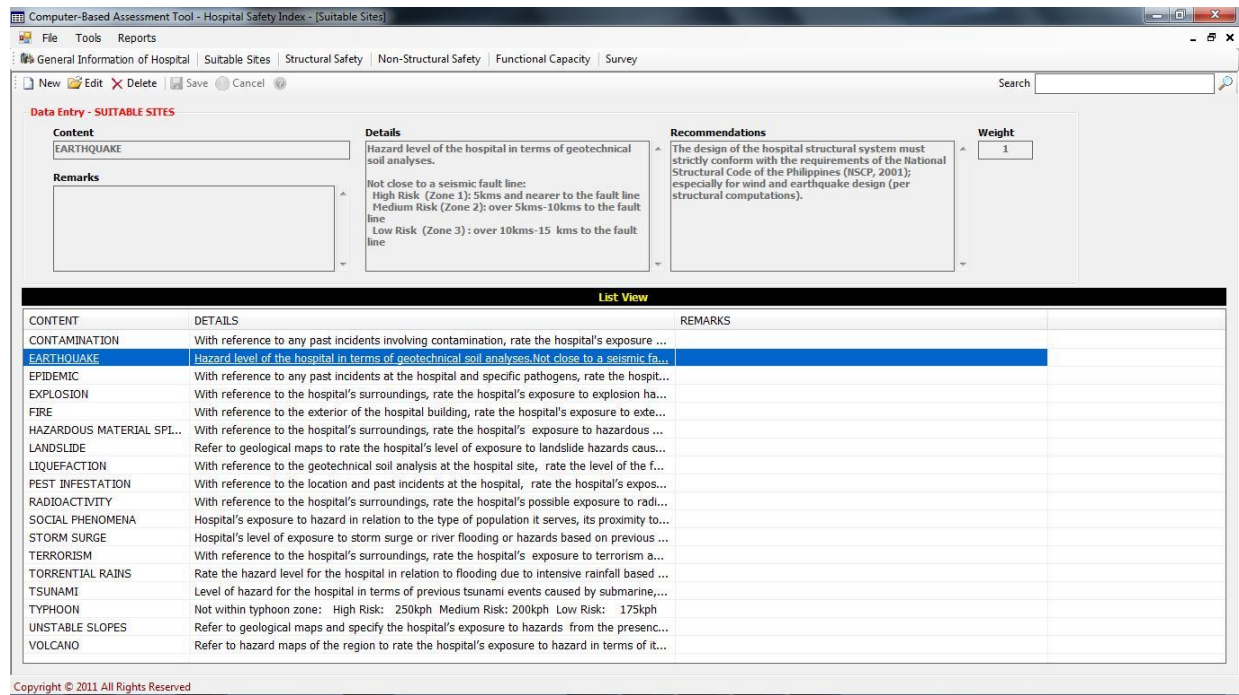 Computer-Based Assessment Tool - Hospital Safety Index - [Suitable Sites]
File Tools Reports
General Information of Hospital Suitable Sites Structural Safety Non-Structural Safety Functional Capacity Survey
New Edit Delete Save Cancel Search
Data Entry - SUITABLE SITES
Content
EARTHQUAKE
Remarks
Details
Hazard level of the hospital in terms of geotechnical
soil analyses.
Not close to a seismic fault line:
High Risk (Zone 1): 5kms and nearer to the fault line
Medium Risk (Zone 2): over 5kms-10kms to the fault
line
Low Risk (Zone 3) : over 10kms-15 kms to the fault
line
Recommendations
The design of the hospital structural system must
strictly conform with the requirements of the National
Structural Code of the Philippines (NSCP, 2001);
especially for wind and earthquake design (per
structural computations).
Weight
1
List View
CONTENT DETAILS REMARKS
CONTAMINATION With reference to any past incidents involving contamination, rate the hospital's exposure ...
EARTHQUAKE Hazard level of the hospital in terms of geotechnical soil analyses.Not close to a seismic fa...
EPIDEMIC With reference to any past incidents at the hospital and specific pathogens, rate the hospit...
EXPLOSION With reference to the hospital's surroundings, rate the hospital's exposure to explosion ha...
FIRE With reference to the exterior of the hospital building, rate the hospital's exposure to exte...
HAZARDOUS MATERIAL SPI... With reference to the hospital's surroundings, rate the hospital's exposure to hazardous ...
LANDSLIDE Refer to geological maps to rate the hospital's level of exposure to landslide hazards caus...
LIQUEFACTION With reference to the geotechnical soil analysis at the hospital site, rate the level of the f...
PEST INFESTATION With reference to the location and past incidents at the hospital, rate the hospital's expos...
RADIOACTIVITY With reference to the hospital's surroundings, rate the hospital's possible exposure to radi...
SOCIAL PHENOMENA Hospital's exposure to hazard in relation to the type of population it serves, its proximity to...
STORM SURGE Hospital's level of exposure to storm surge or river flooding or hazards based on previous ...
TERRORISM With reference to the hospital's surroundings, rate the hospital's exposure to terrorism a...
TORRENTIAL RAINS Rate the hazard level for the hospital in relation to flooding due to intensive rainfall based ...
TSUNAMI Level of hazard for the hospital in terms of previous tsunami events caused by submarine,...
TYPHOON Not within typhoon zone: High Risk: 250kph Medium Risk: 200kph Low Risk: 175kph
UNSTABLE SLOPES Refer to geological maps and specify the hospital's exposure to hazards from the presenc...
VOLCANO Refer to hazard maps of the region to rate the hospital's exposure to hazard in terms of it...
Copyright © 2011 All Rights Reserved